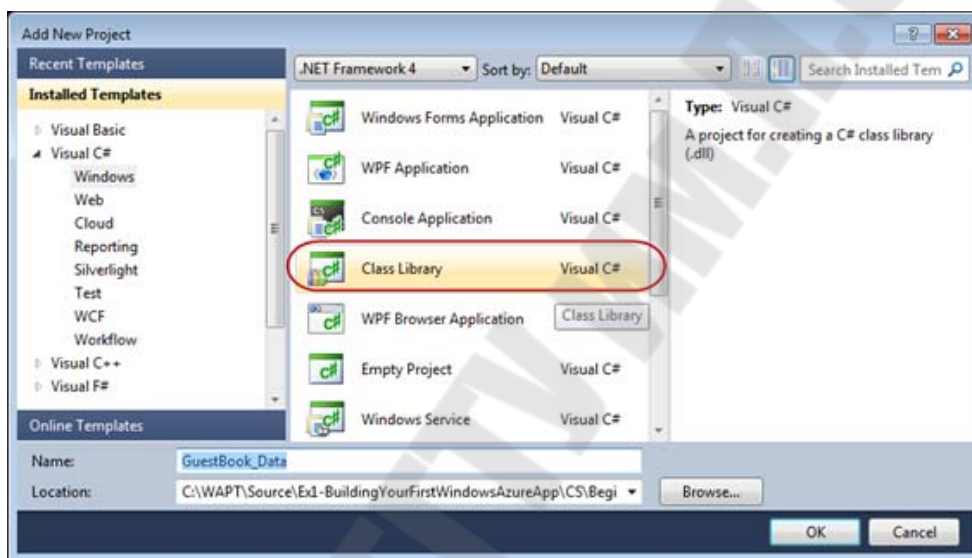 Add New Project
Recent Templates
Installed Templates
Visual Basic
Visual C#
Windows
Web
Cloud
Reporting
Silverlight
Test
WCF
Workflow
Visual C++
Visual F#
Online Templates
.NET Framework 4 Sort by: Default Search Installed Tem
Windows Forms Application Visual C#
WPF Application Visual C#
Console Application Visual C#
Class Library Visual C#
WPF Browser Application Class Library
Empty Project Visual C#
Windows Service Visual C#
Type: Visual C#
A project for creating a C# class library
(.dll)
Name: GuestBook_Data
Location: C:\WAPT\Source\Ex1-BuildingYourFirstWindowsAzureApp\CS\Begi Browse...
OK Cancel